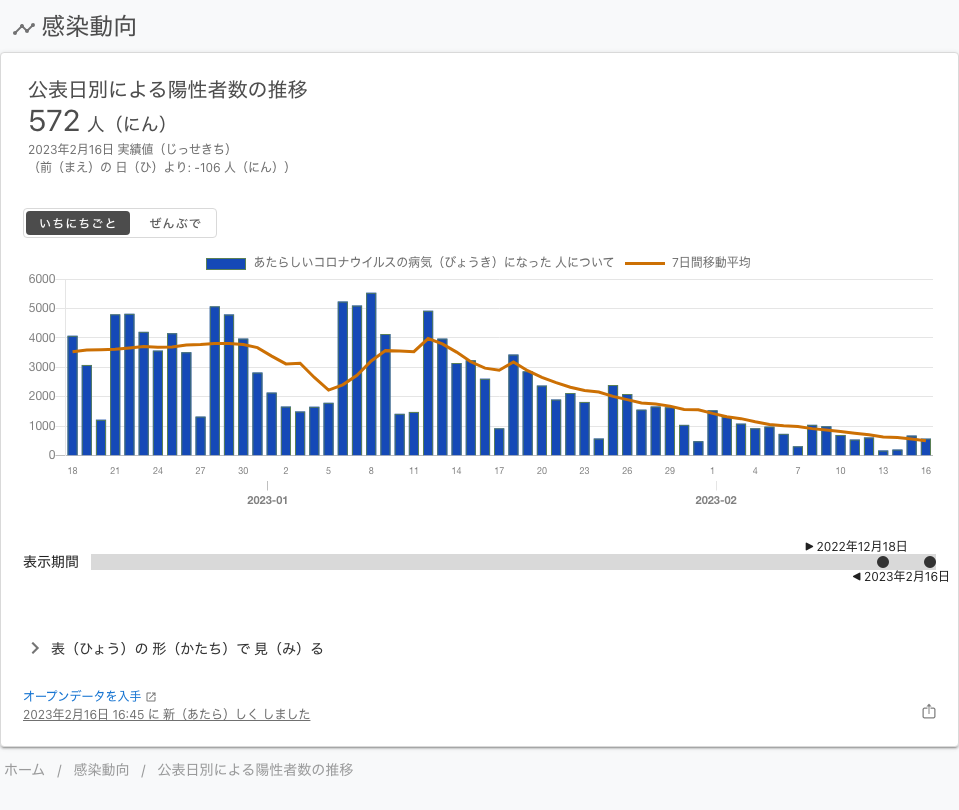 感染動向
公表日別による陽性者数の推移
572 人（にん）
2023年2月16日 実績値（じっせきち）
（前（まえ）の 日（ひ）より: -106 人（にん））
いちにちごと ぜんぶで
あたらしいコロナウイルスの病気（びょうき）になった 人について 7日間移動平均
6000
5000
4000
3000
2000
1000
0
18 21 24 27 30 2 5 8 11 14 17 20 23 26 29 1 4 7 10 13 16
2023-01 2023-02
2022年12月18日
表示期間
2023年2月16日
表（ひょう）の 形（かたち）で 見（み）る
オープンデータを入手
2023年2月16日 16:45 に 新（あたら）しく しました
ホーム / 感染動向 / 公表日別による陽性者数の推移